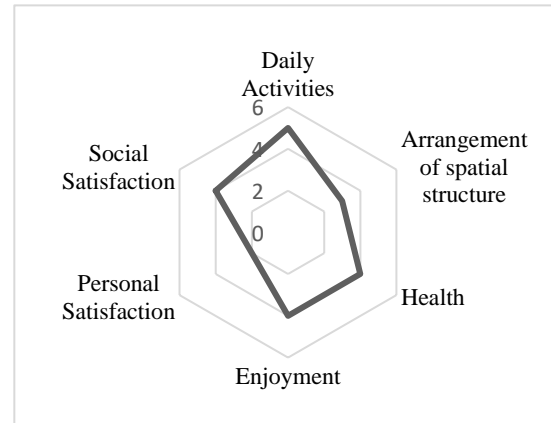 Daily
Activities
6
Arrangement
of spatial
structure
4
Social
Satisfaction
2
0
Personal
Satisfaction
Health
Enjoyment